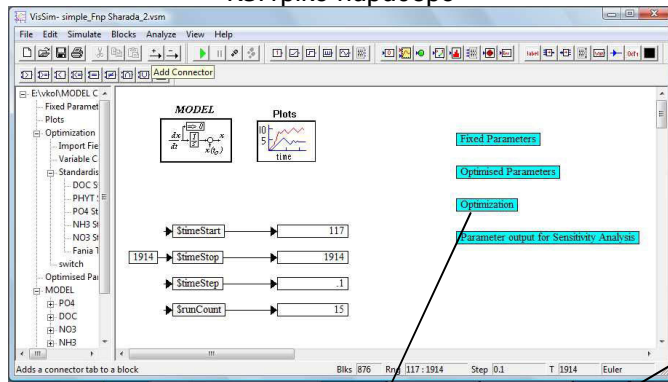 VisSim- simple_Fnp Sharada_2.vsm
File Edit Simulate Blocks Analyze View Help
Add Connector
E:\vkol\MODEL C
Fixed Paramet
Plots
Optimization
Import Fie
Variable C
Standardis
DOC S
PHYT
PO4 St
NH3 St
NO3 St
Fania
switch
Optimised Par
MODEL
PO4
DOC
NO3
NH3
MODEL
Plots
10
5
time
Fixed Parameters
Optimised Parameters
Optimization
Parameter output for Sensitivity Analysis
$timeStart 117
1914 $timeStop 1914
$timeStep .1
$runCount 15
Adds a connector tab to a block Blks 876 Rng 117 : 1914 Step 0.1 T 1914 Euler